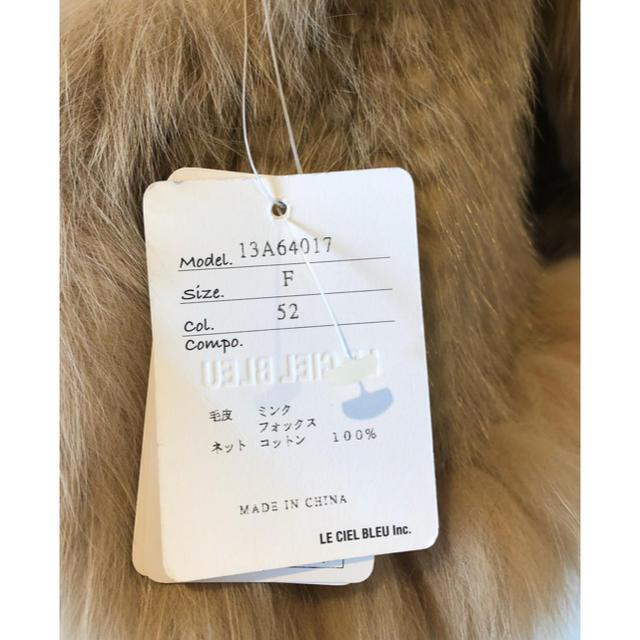 Model. 13A64017
Size. F
Col. 52
Compo.
LE CIEL BLEU
毛皮 ミンク
フォックス
ネット コットン 100%
MADE IN CHINA
LE CIEL BLEU Inc.